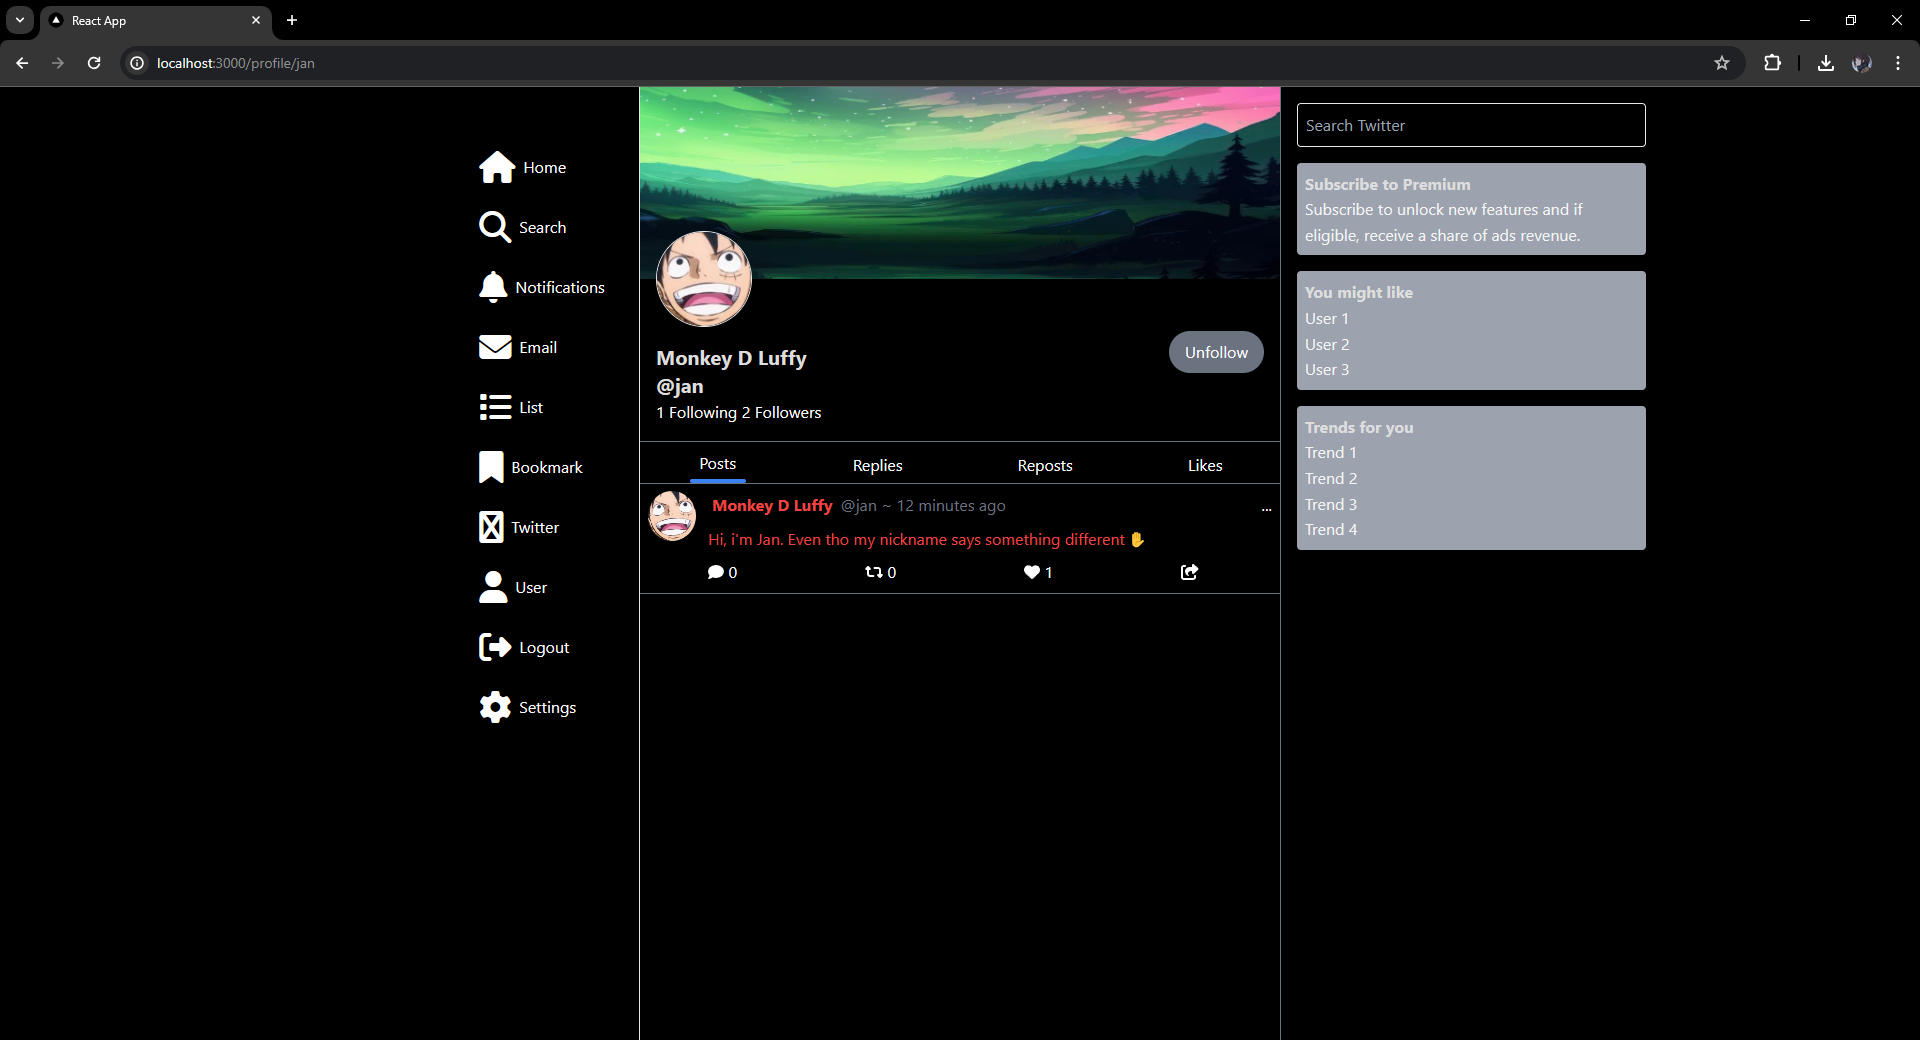 React App
localhost:3000/profile/jan
Home
Search
Notifications
Email
List
Bookmark
Twitter
User
Logout
Settings
Monkey D Luffy
@jan
1 Following 2 Followers
Unfollow
Posts Replies Reposts Likes
Monkey D Luffy @jan ~ 12 minutes ago ...
Hi, i'm Jan. Even tho my nickname says something different ✋
0 0 1
Search Twitter
Subscribe to Premium
Subscribe to unlock new features and if
eligible, receive a share of ads revenue.
You might like
User 1
User 2
User 3
Trends for you
Trend 1
Trend 2
Trend 3
Trend 4